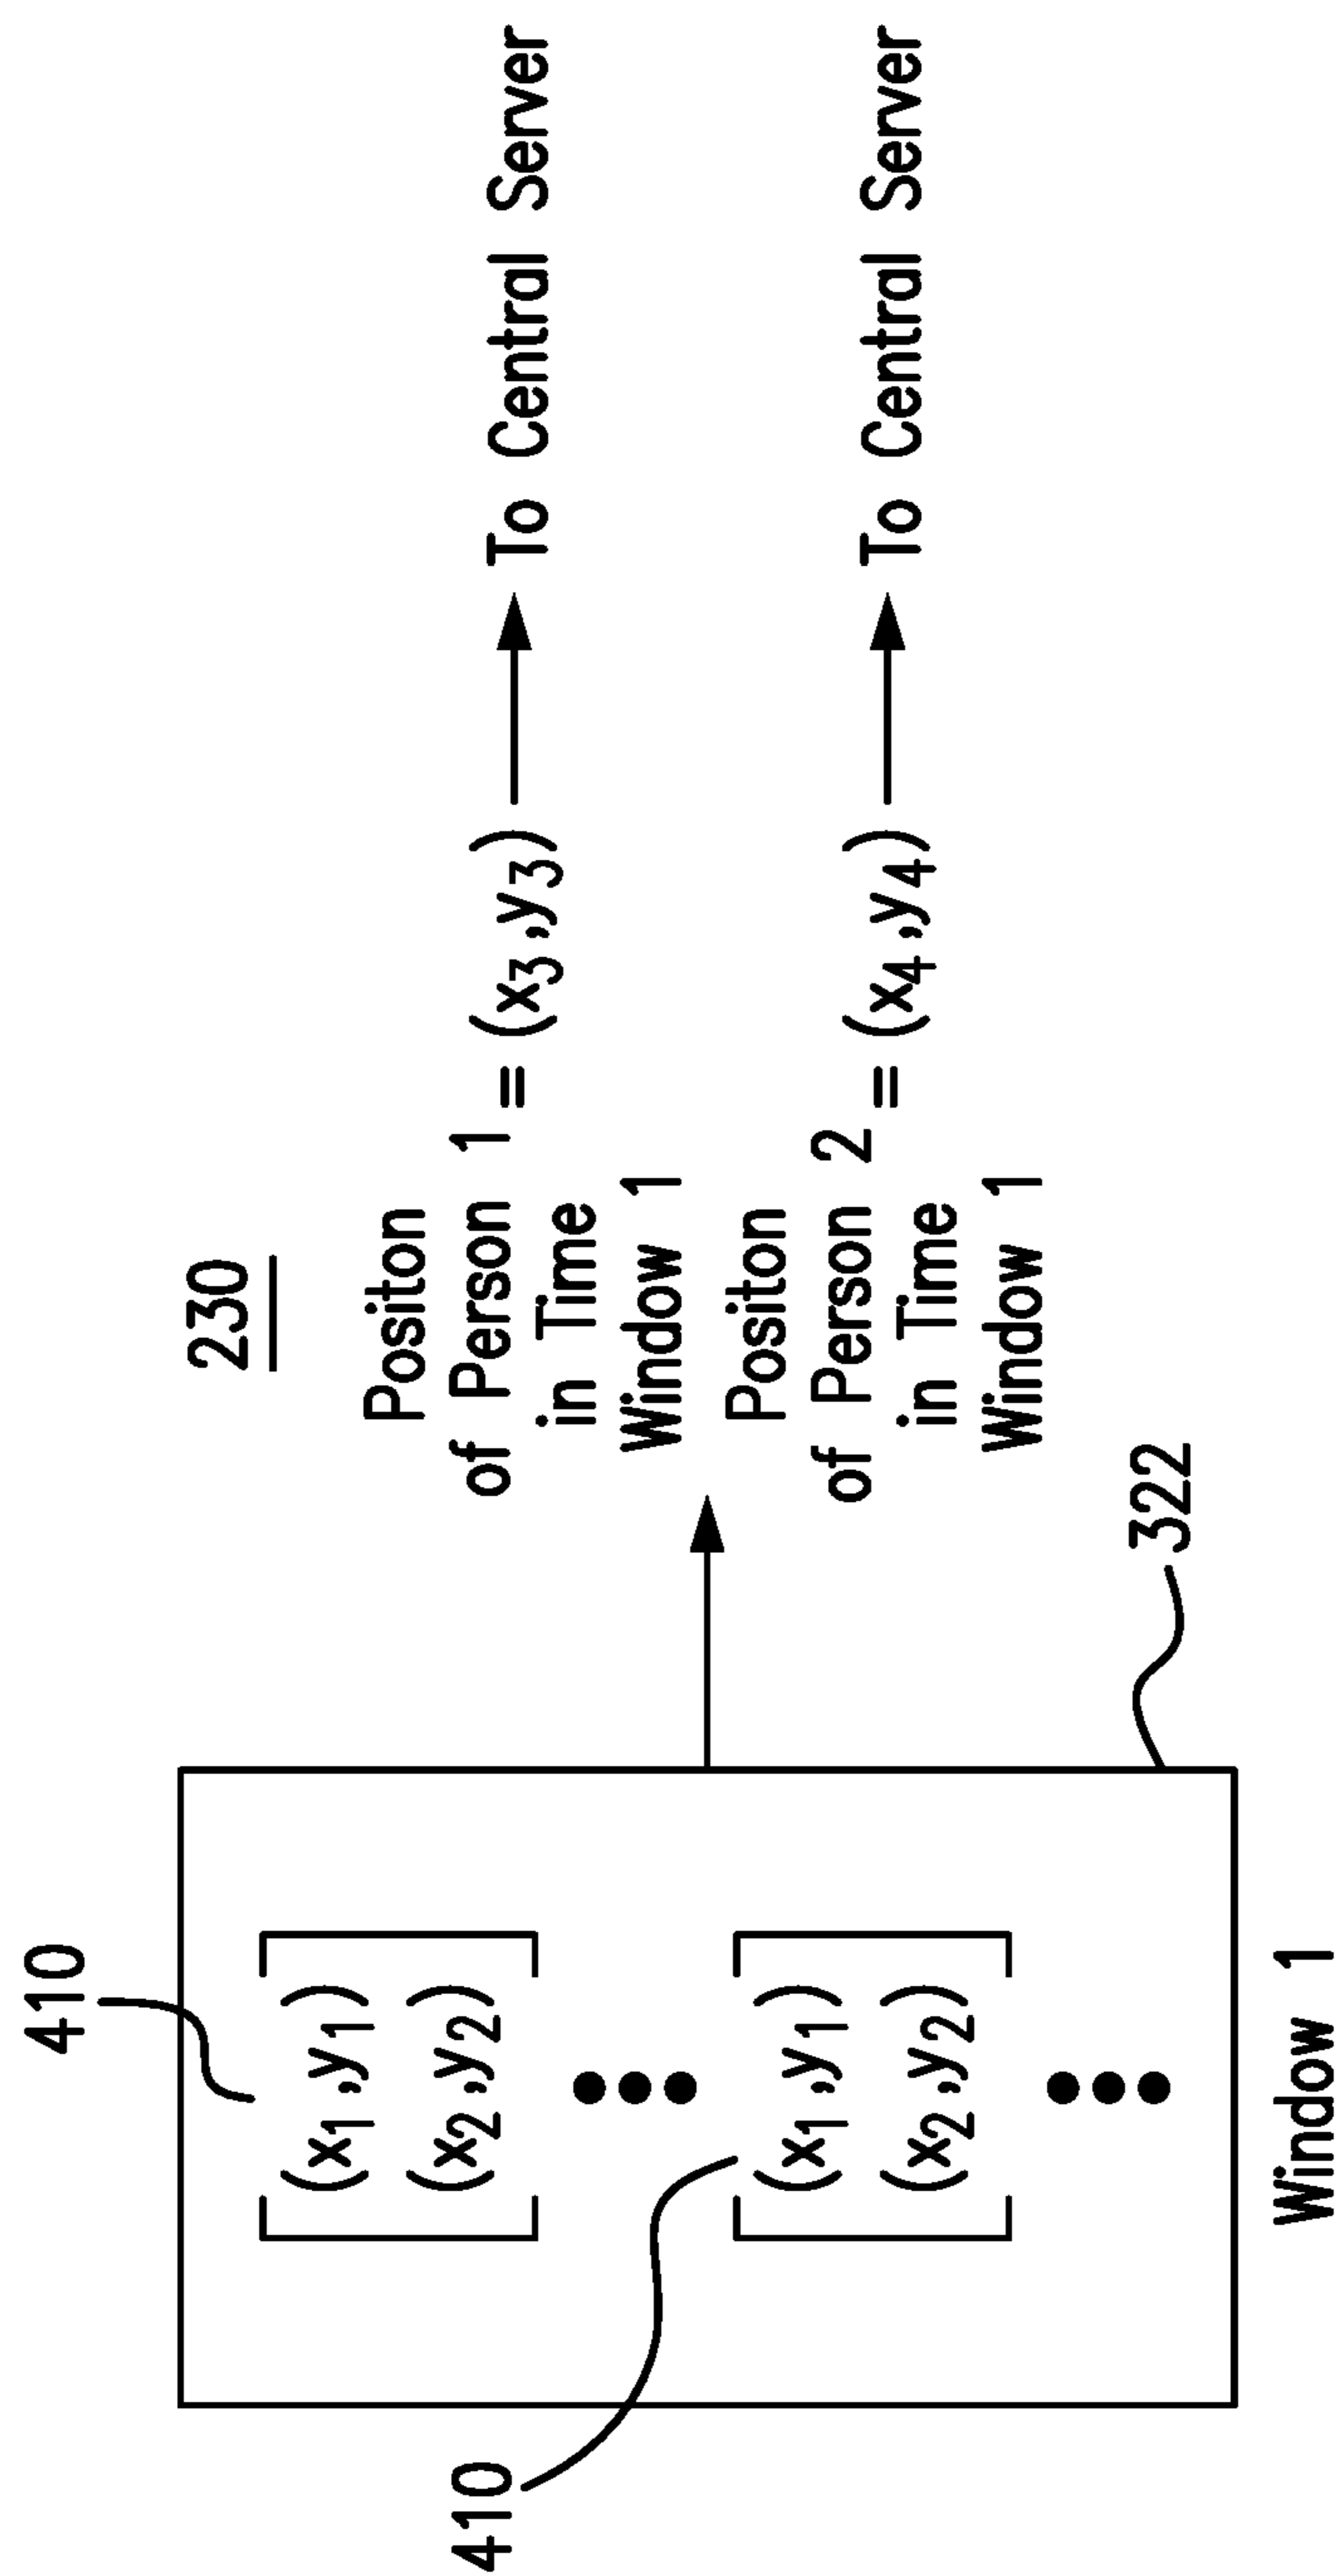 230
410
(x1,y1)
(x2,y2)
410
(x1,y1)
(x2,y2)
Window 1
322
Positon
of Person 1 = (x3,y3)
in Time
Window 1
To Central Server
Positon
of Person 2 = (x4,y4)
in Time
Window 1
To Central Server